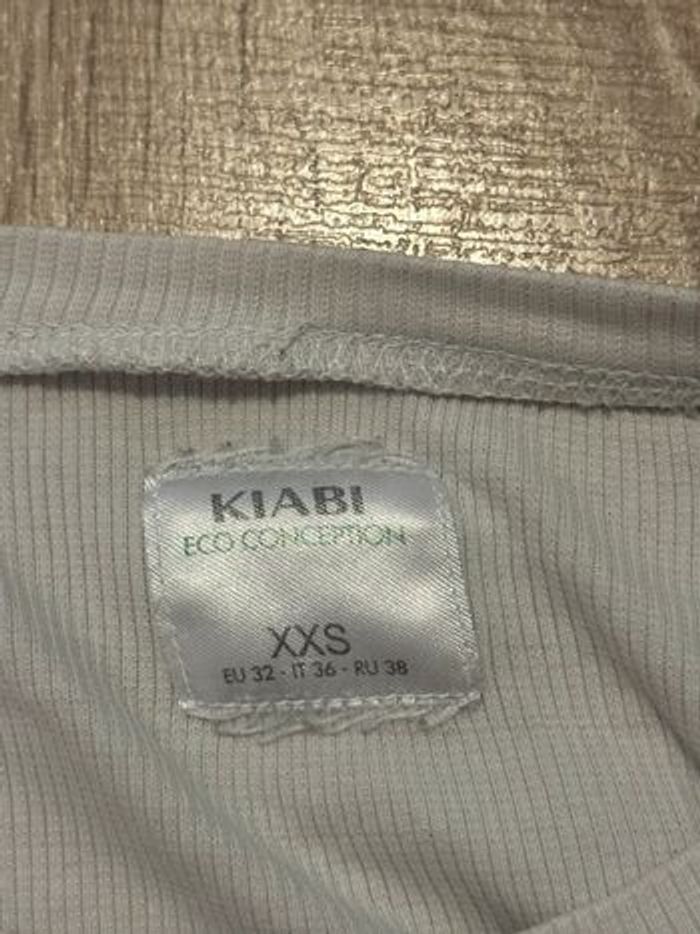 KIABI
ECO CONCEPTION
XXS
EU 32 - IT 36 - RU 38